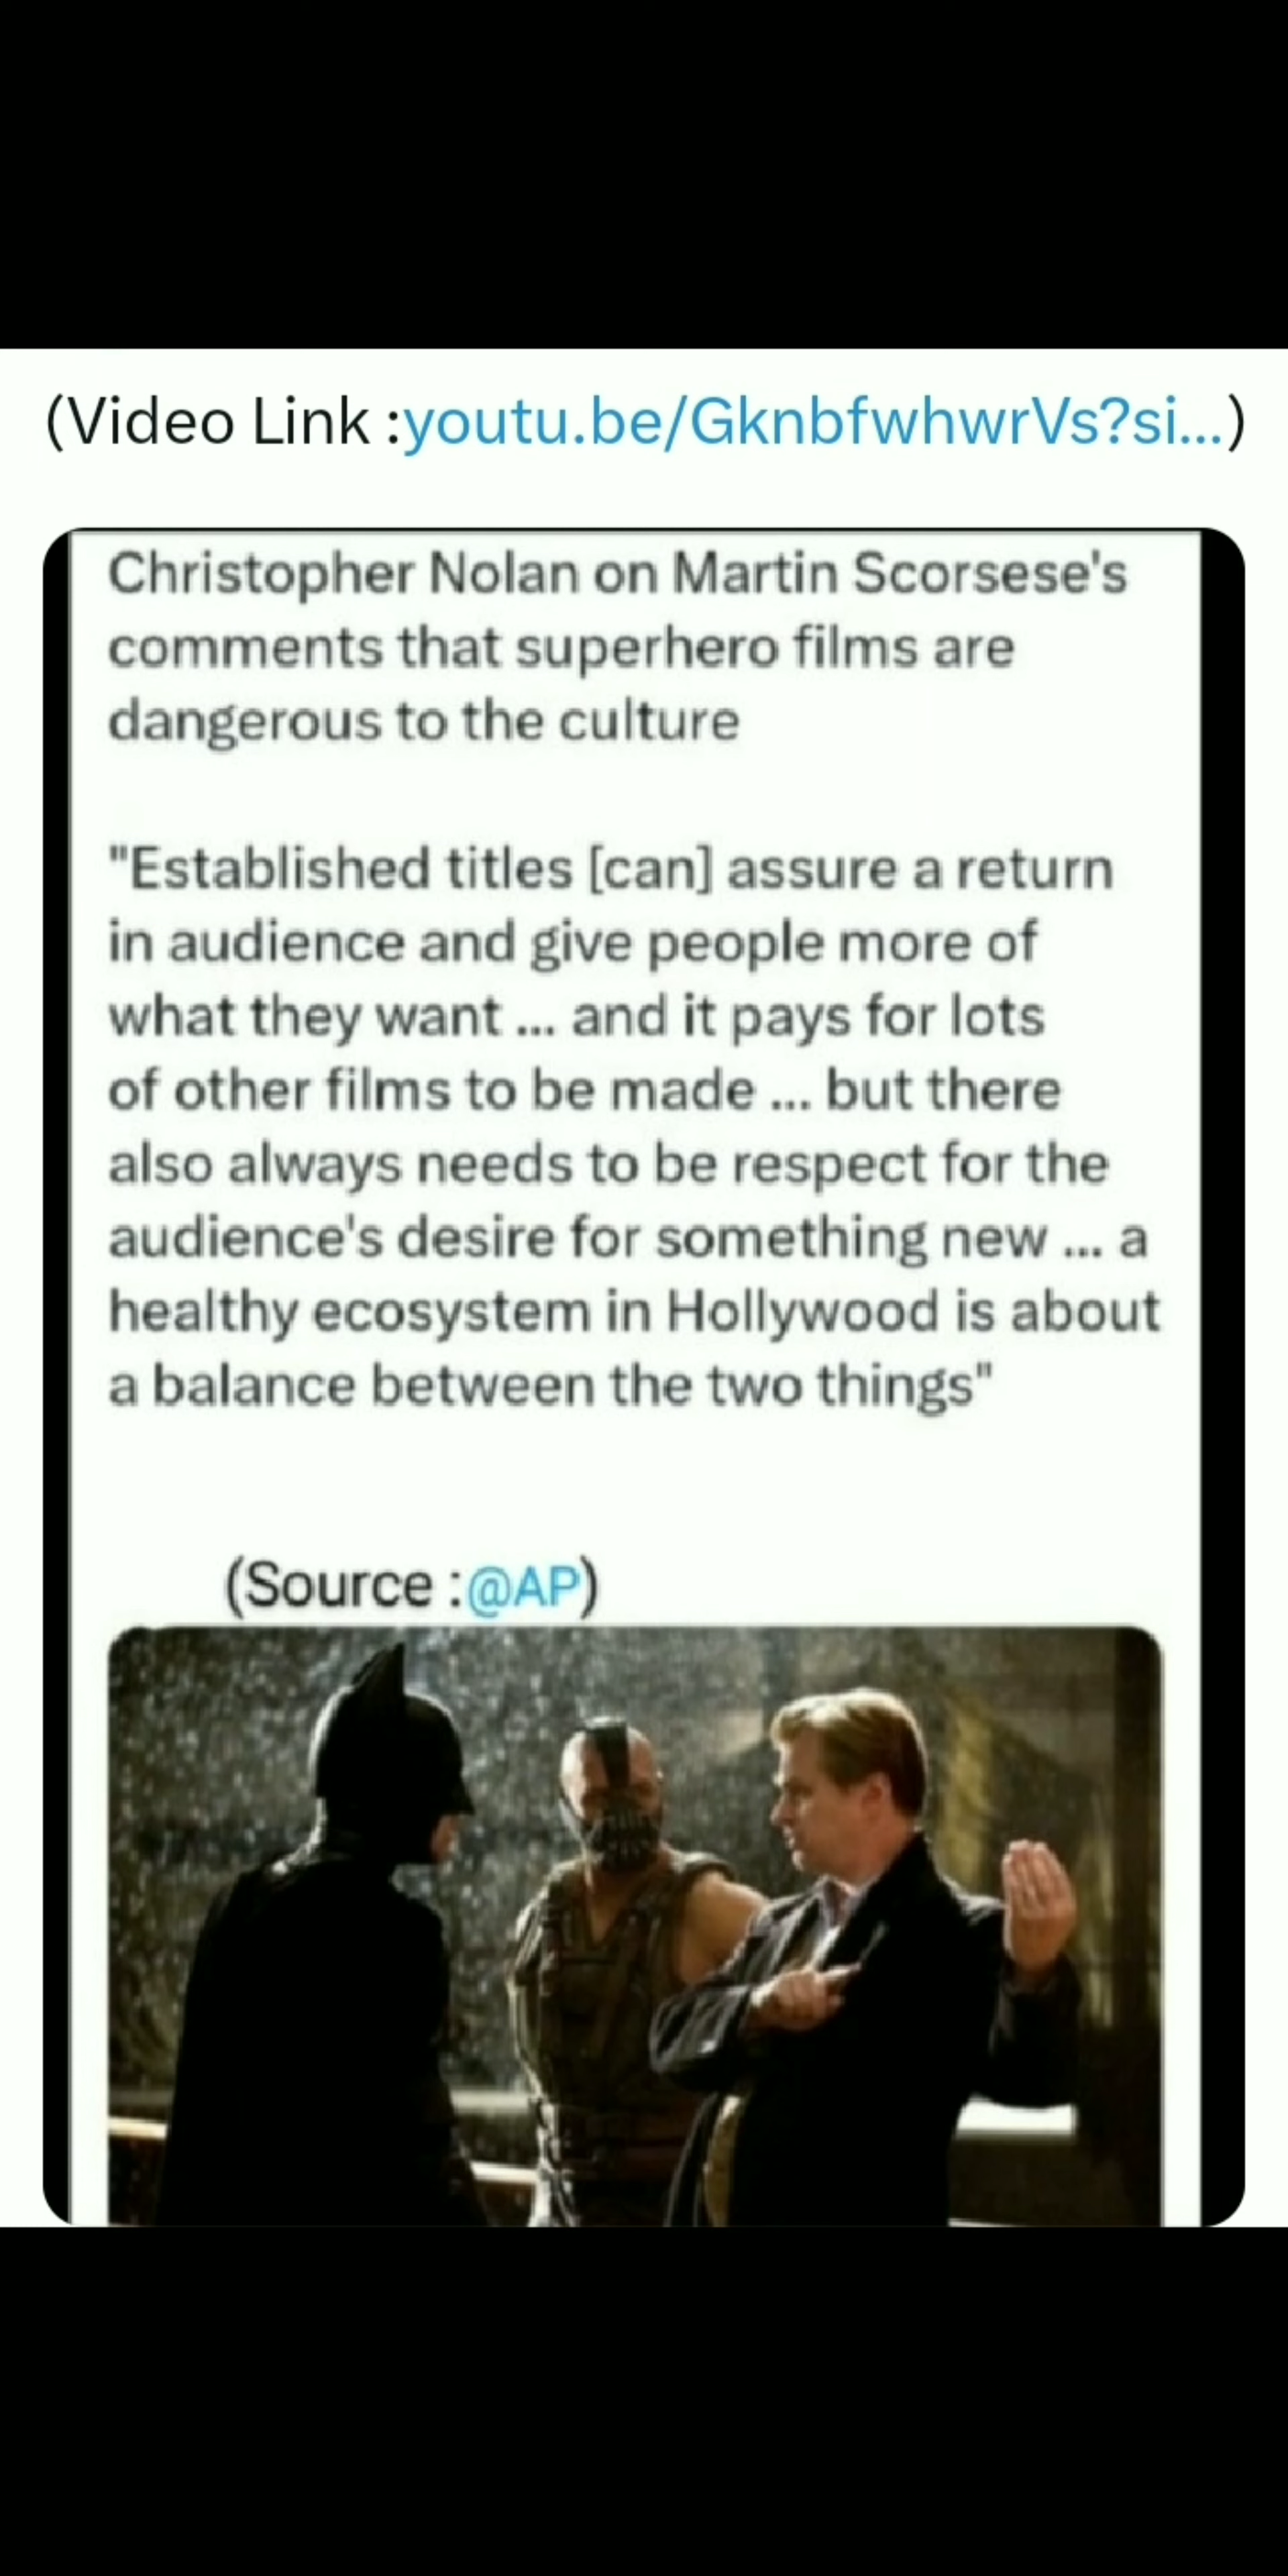 (Video Link :youtu.be/GknbfwhwrVs?si...)
Christopher Nolan on Martin Scorsese's
comments that superhero films are
dangerous to the culture
"Established titles [can] assure a return
in audience and give people more of
what they want ... and it pays for lots
of other films to be made ... but there
also always needs to be respect for the
audience's desire for something new ... a
healthy ecosystem in Hollywood is about
a balance between the two things"
(Source :@AP)